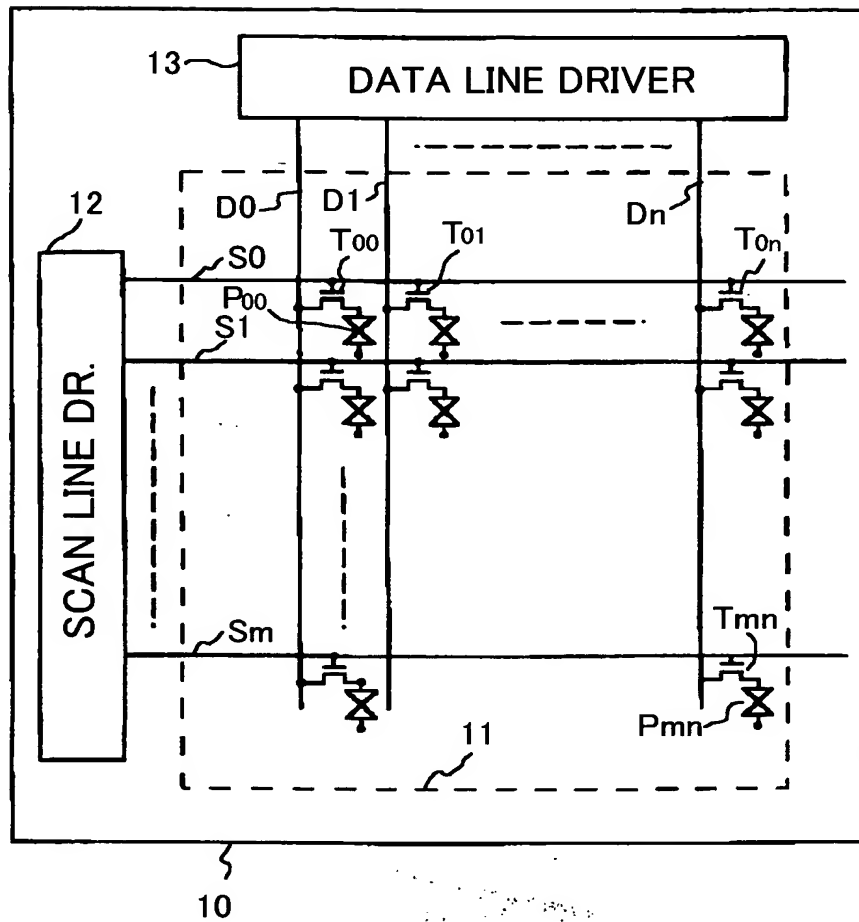 13
DATA LINE DRIVER
D0
D1
Dn
12
SCAN LINE DR.
S0
T00
T01
T0n
P00
S1
Sm
Tmn
Pmn
11
10